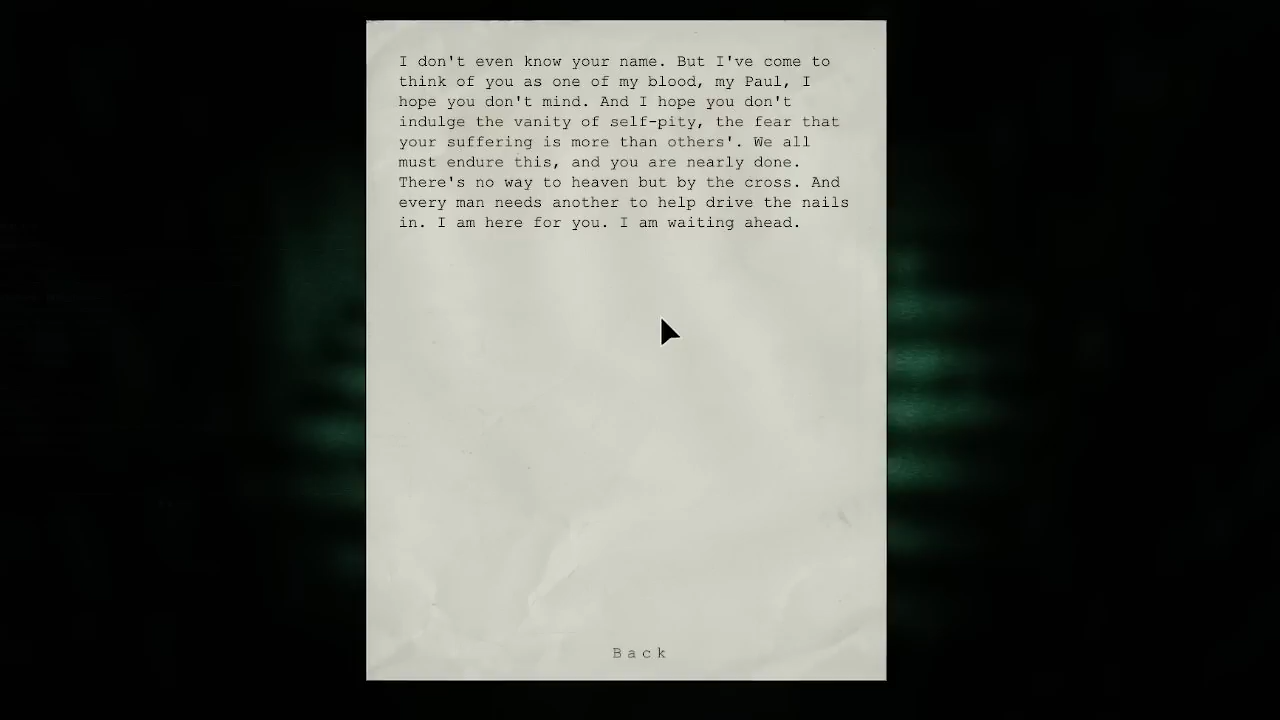 I don't even know your name. But I've come to
think of you as one of my blood, my Paul, I
hope you don't mind. And I hope you don't
indulge the vanity of self-pity, the fear that
your suffering is more than others'. We all
must endure this, and you are nearly done.
There's no way to heaven but by the cross. And
every man needs another to help drive the nails
in. I am here for you. I am waiting ahead.
Back